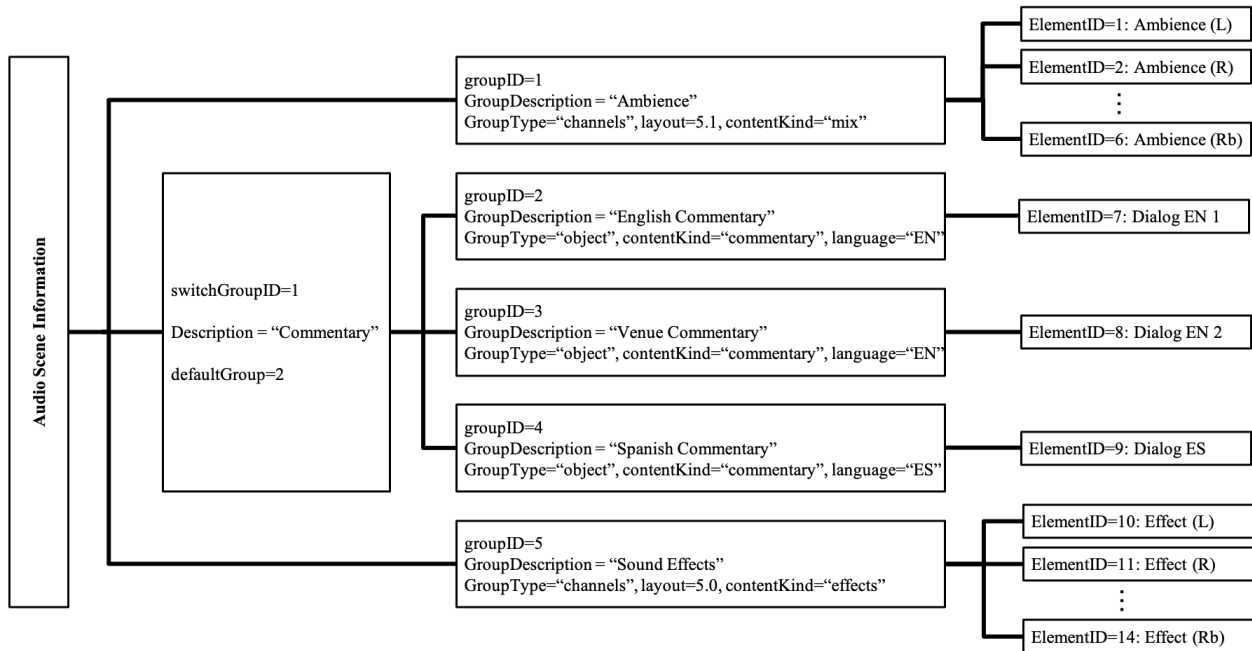 Audio Scene Information
groupID=1
GroupDescription = “Ambience”
GroupType=“channels”, layout=5.1, contentKind=“mix”
ElementID=1: Ambience (L)
ElementID=2: Ambience (R)
⋮
ElementID=6: Ambience (Rb)
switchGroupID=1
Description = “Commentary”
defaultGroup=2
groupID=2
GroupDescription = “English Commentary”
GroupType=“object”, contentKind=“commentary”, language=“EN”
ElementID=7: Dialog EN 1
groupID=3
GroupDescription = “Venue Commentary”
GroupType=“object”, contentKind=“commentary”, language=“EN”
ElementID=8: Dialog EN 2
groupID=4
GroupDescription = “Spanish Commentary”
GroupType=“object”, contentKind=“commentary”, language=“ES”
ElementID=9: Dialog ES
groupID=5
GroupDescription = “Sound Effects”
GroupType=“channels”, layout=5.0, contentKind=“effects”
ElementID=10: Effect (L)
ElementID=11: Effect (R)
⋮
ElementID=14: Effect (Rb)